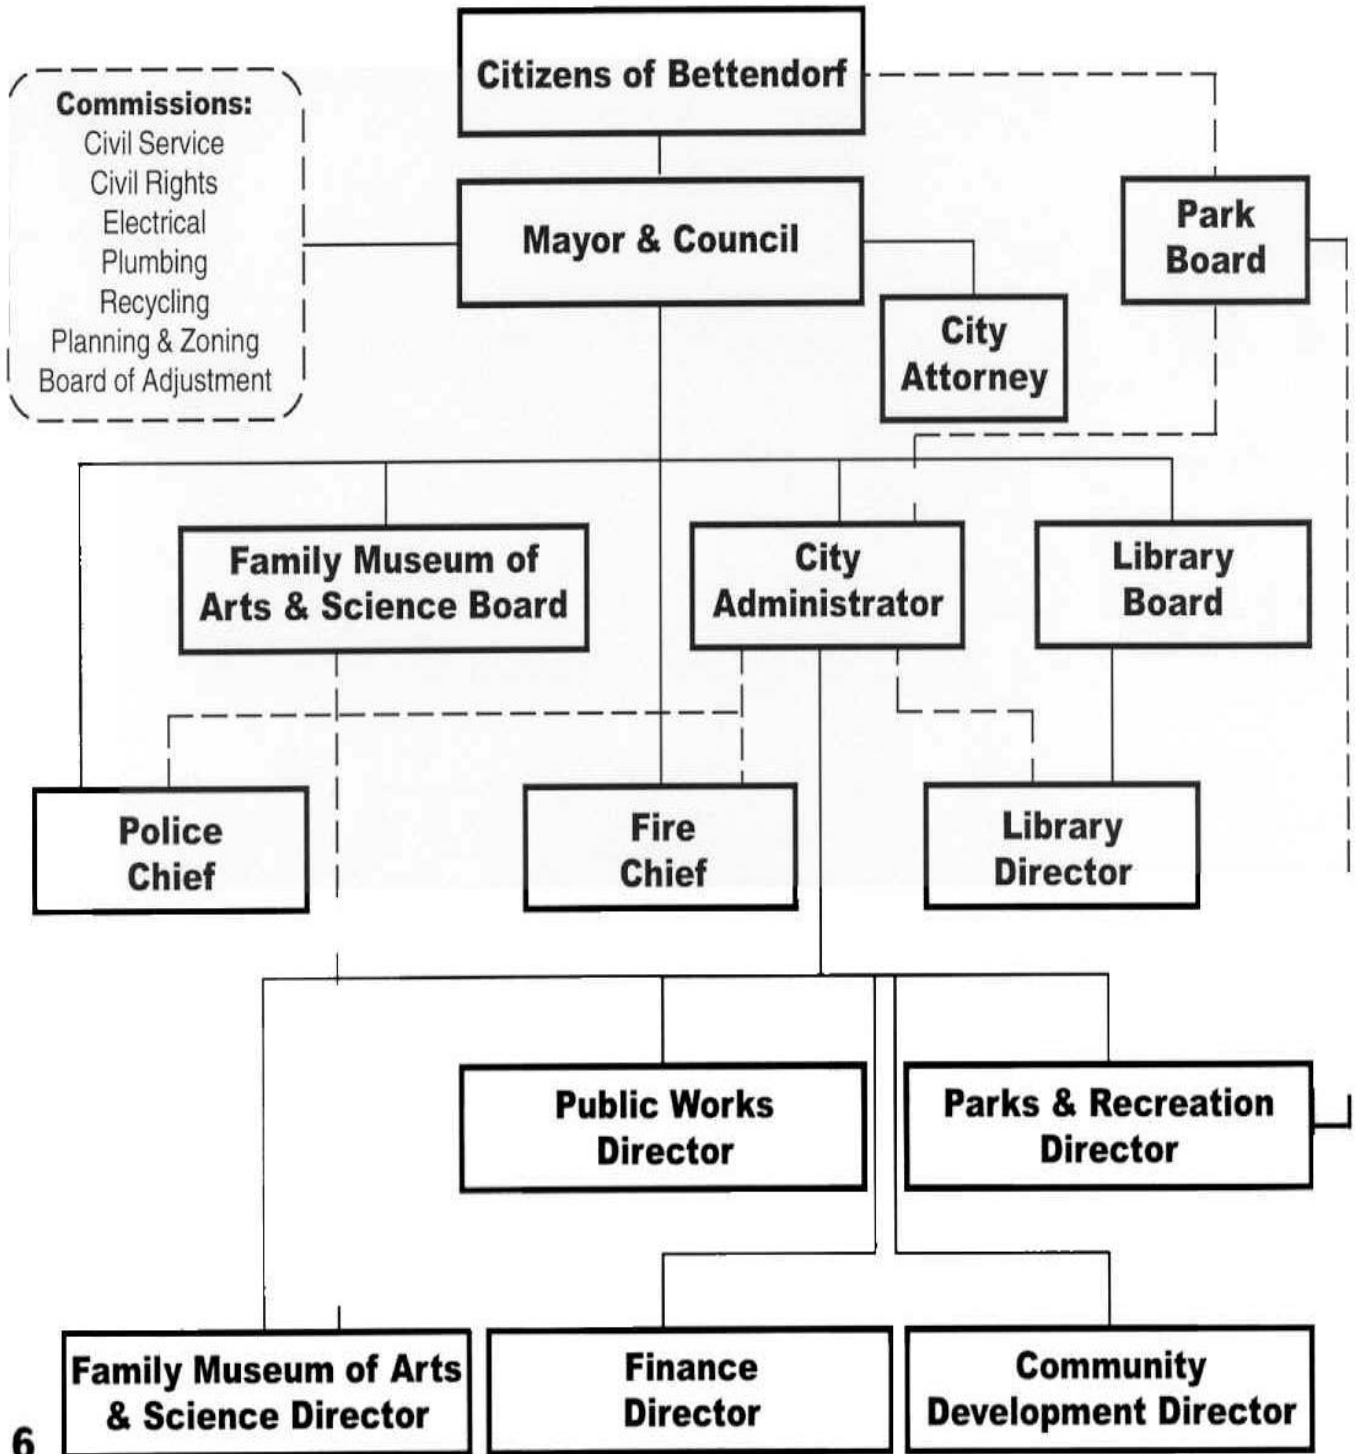 Citizens of Bettendorf
Commissions:
Civil Service
Civil Rights
Electrical
Plumbing
Recycling
Planning & Zoning
Board of Adjustment
Mayor & Council
Park
Board
City
Attorney
Family Museum of
Arts & Science Board
City
Administrator
Library
Board
Police
Chief
Fire
Chief
Library
Director
Public Works
Director
Parks & Recreation
Director
Family Museum of Arts
& Science Director
Finance
Director
Community
Development Director
6